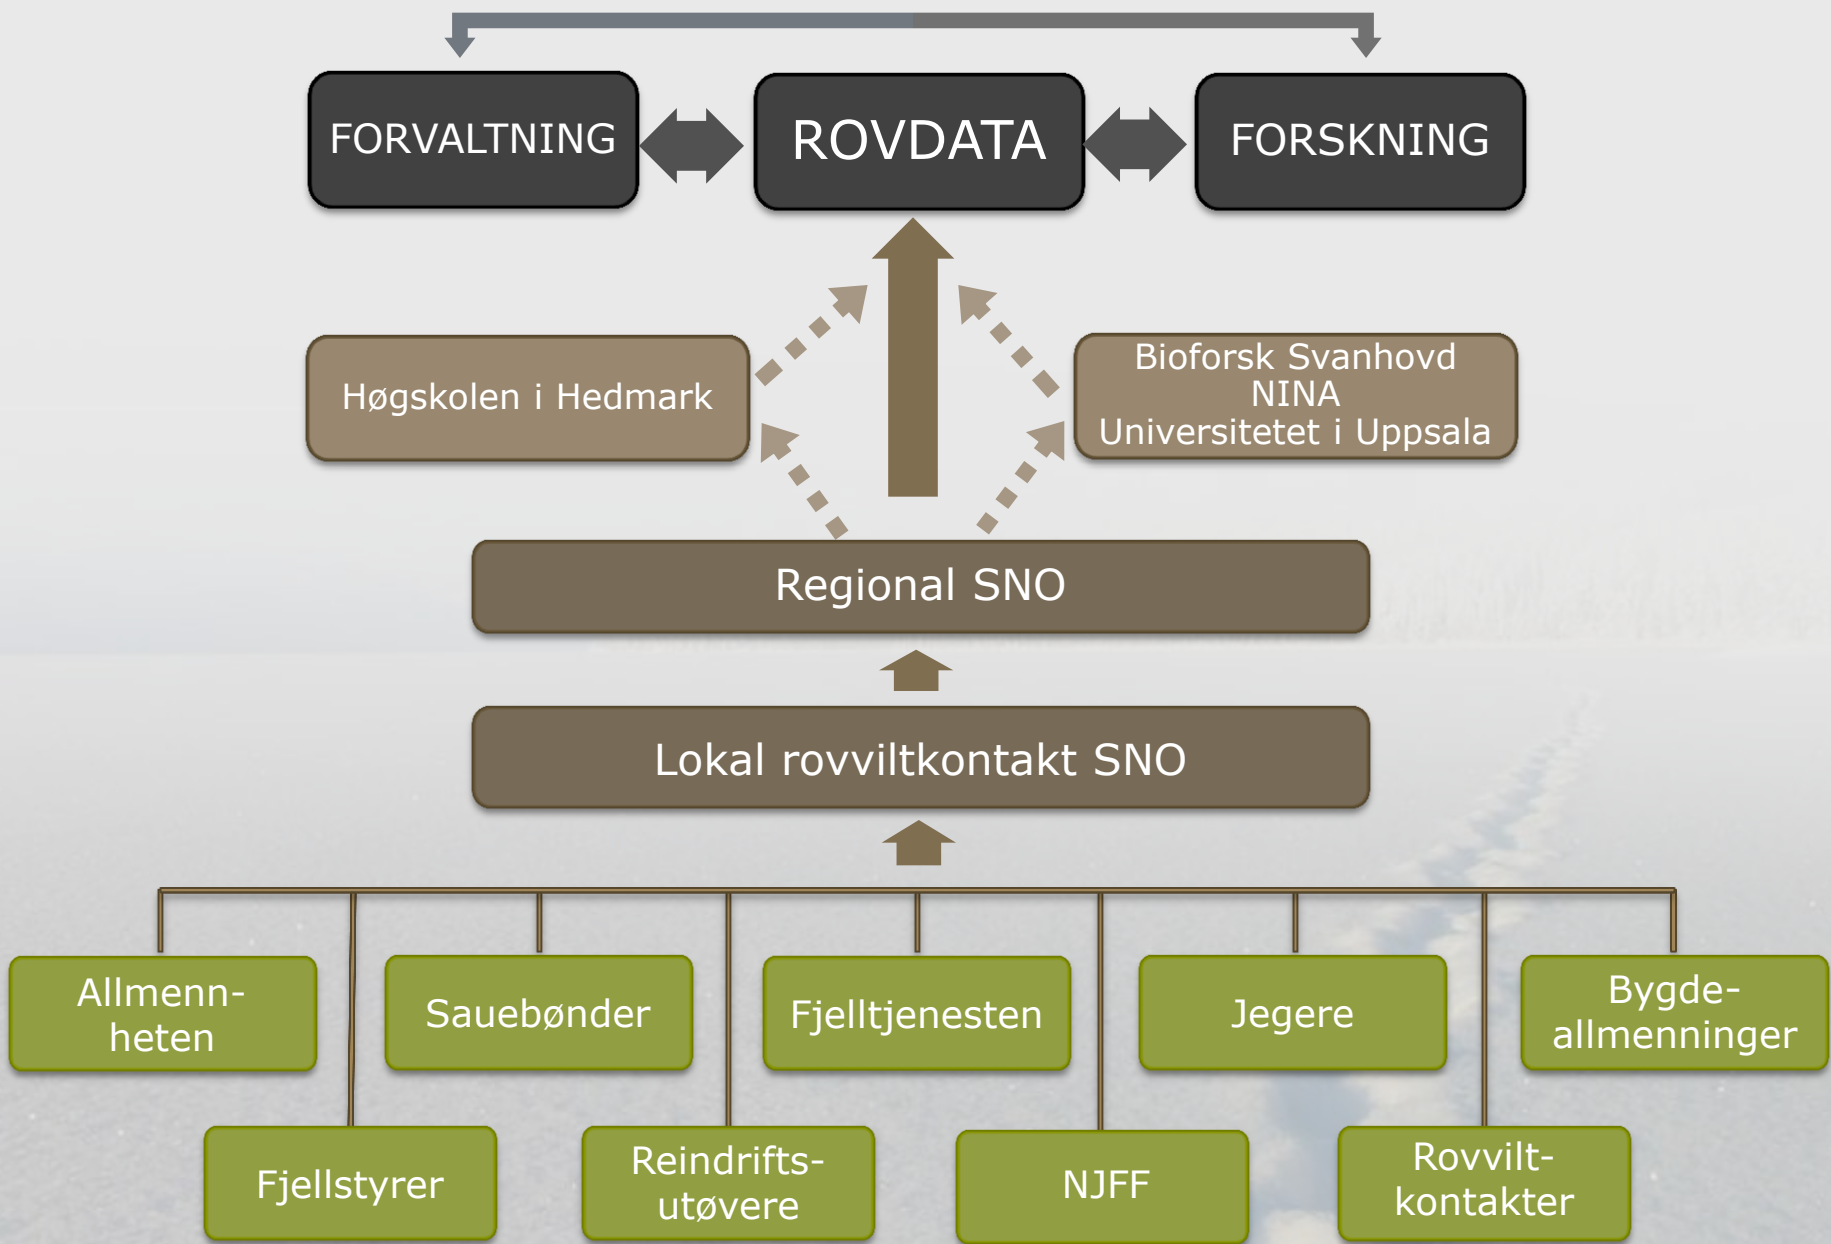 FORVALTNING
ROVDATA
FORSKNING
Høgskolen i Hedmark
Bioforsk Svanhovd
NINA
Universitetet i Uppsala
Regional SNO
Lokal rovviltkontakt SNO
Allmenn-
heten
Sauebønder
Fjelltjenesten
Jegere
Bygde-
allmenninger
Fjellstyrer
Reindrifts-
utøvere
NJFF
Rovvilt-
kontakter